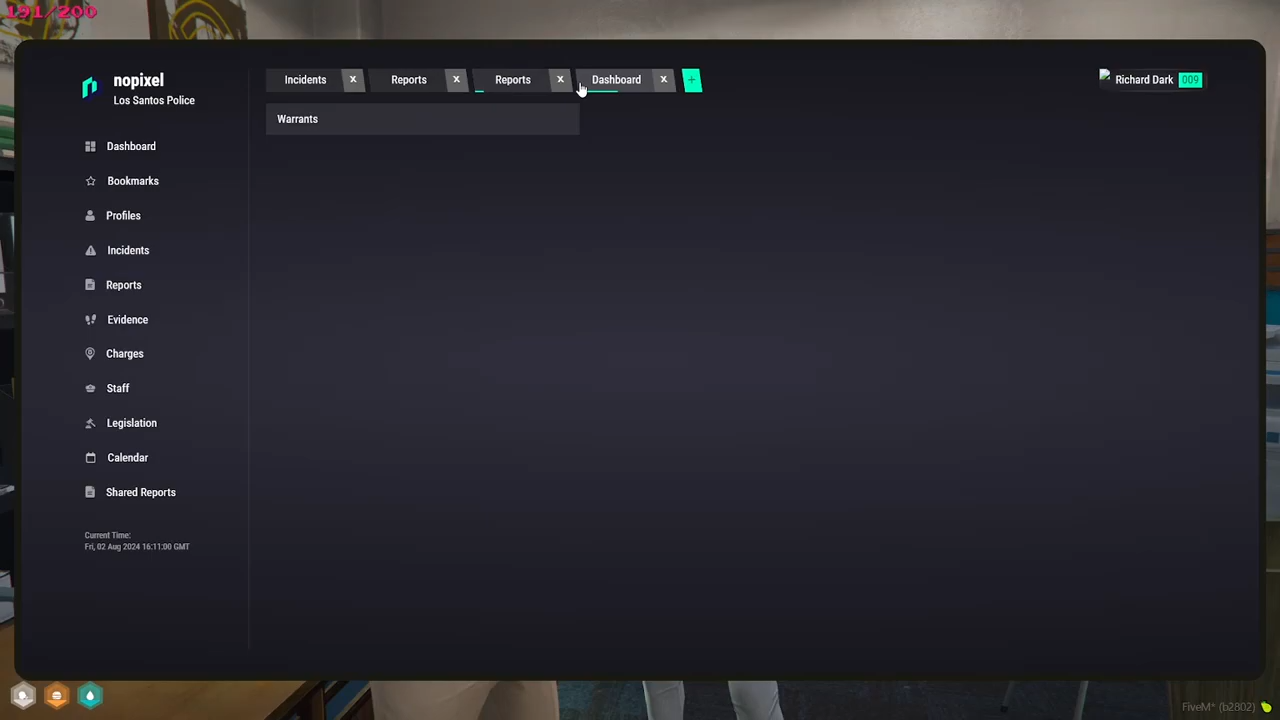 191/200
nopixel
Los Santos Police
Incidents x Reports x Reports x Dashboard x +
Richard Dark 009
Warrants
Dashboard
Bookmarks
Profiles
Incidents
Reports
Evidence
Charges
Staff
Legislation
Calendar
Shared Reports
Current Time:
Fri, 02 Aug 2024 16:11:00 GMT
FiveM* (b2802)